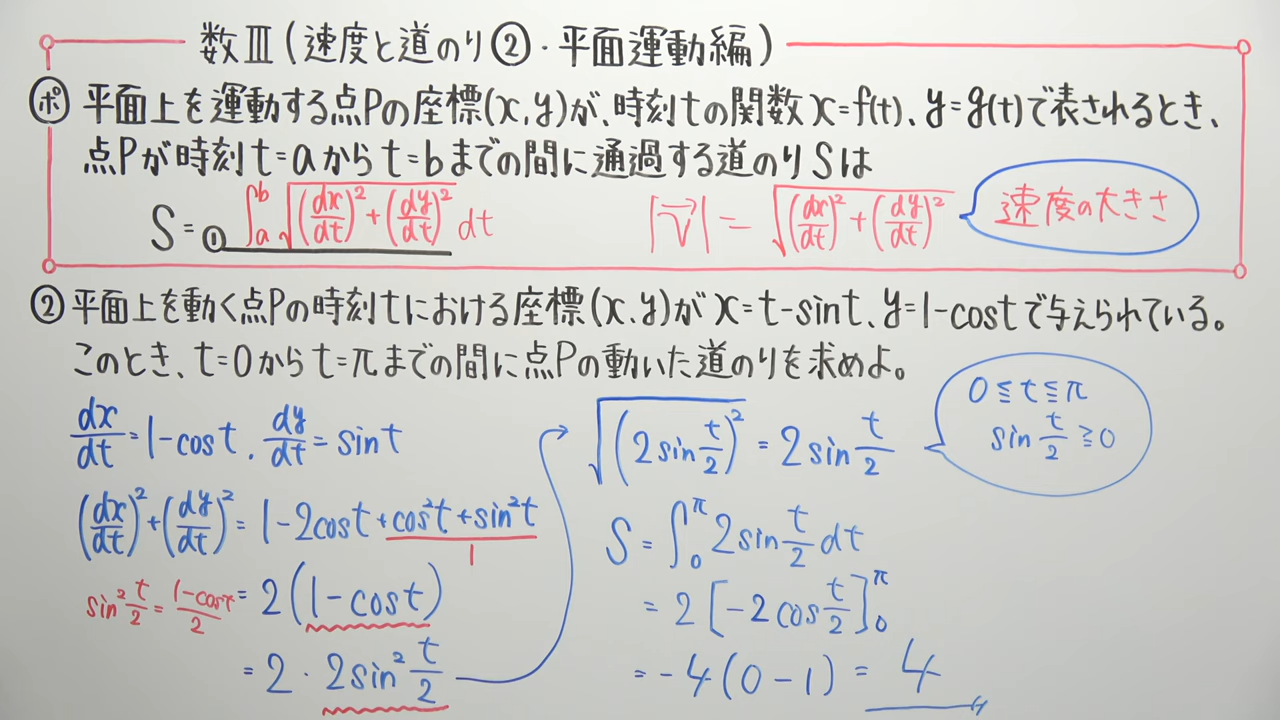 数Ⅲ(速度と道のり②・平面運動編)
㋭ 平面上を運動する点Pの座標(x,y)が、時刻tの関数x=f(t)、y=g(t)で表されるとき、
点Pが時刻t=aからt=bまでの間に通過する道のりSは
S=①∫_a^b √((dx/dt)²+(dy/dt)²) dt
|v→|=√((dx/dt)²+(dy/dt)²)
速度の大きさ
②平面上を動く点Pの時刻tにおける座標(x,y)がx=t-sint、y=1-costで与えられている。
このとき、t=0からt=πまでの間に点Pの動いた道のりを求めよ。
dx/dt=1-cost, dy/dt=sint
(dx/dt)²+(dy/dt)²=1-2cost+cos²t+sin²t
1
sin²t/2=(1-cost)/2
=2(1-cost)
=2・2sin²t/2
√((2sint/2)²)=2sint/2
0≦t≦π
sint/2≧0
S=∫_0^π 2sint/2 dt
=2[-2cost/2]_0^π
=-4(0-1)=4